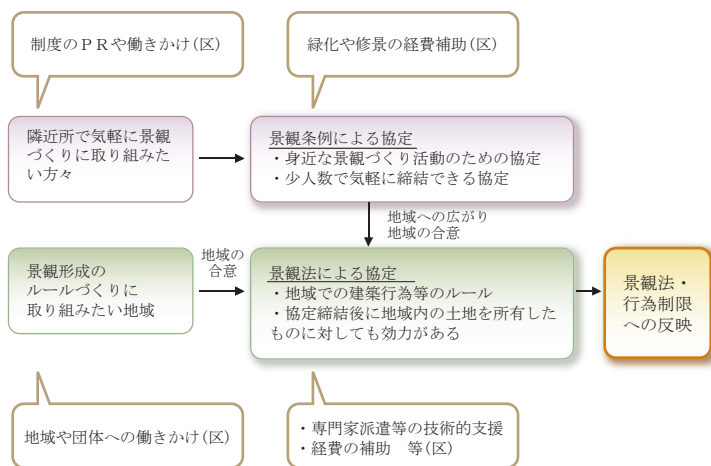 制度のＰＲや働きかけ(区)
緑化や修景の経費補助(区)
隣近所で気軽に景観
づくりに取り組みた
い方々
景観条例による協定
・身近な景観づくり活動のための協定
・少人数で気軽に締結できる協定
地域への広がり
地域の合意
景観形成の
ルールづくりに
取り組みたい地域
地域の
合意
景観法による協定
・地域での建築行為等のルール
・協定締結後に地域内の土地を所有した
ものに対しても効力がある
景観法・
行為制限
への反映
地域や団体への働きかけ(区)
・専門家派遣等の技術的支援
・経費の補助　等(区)